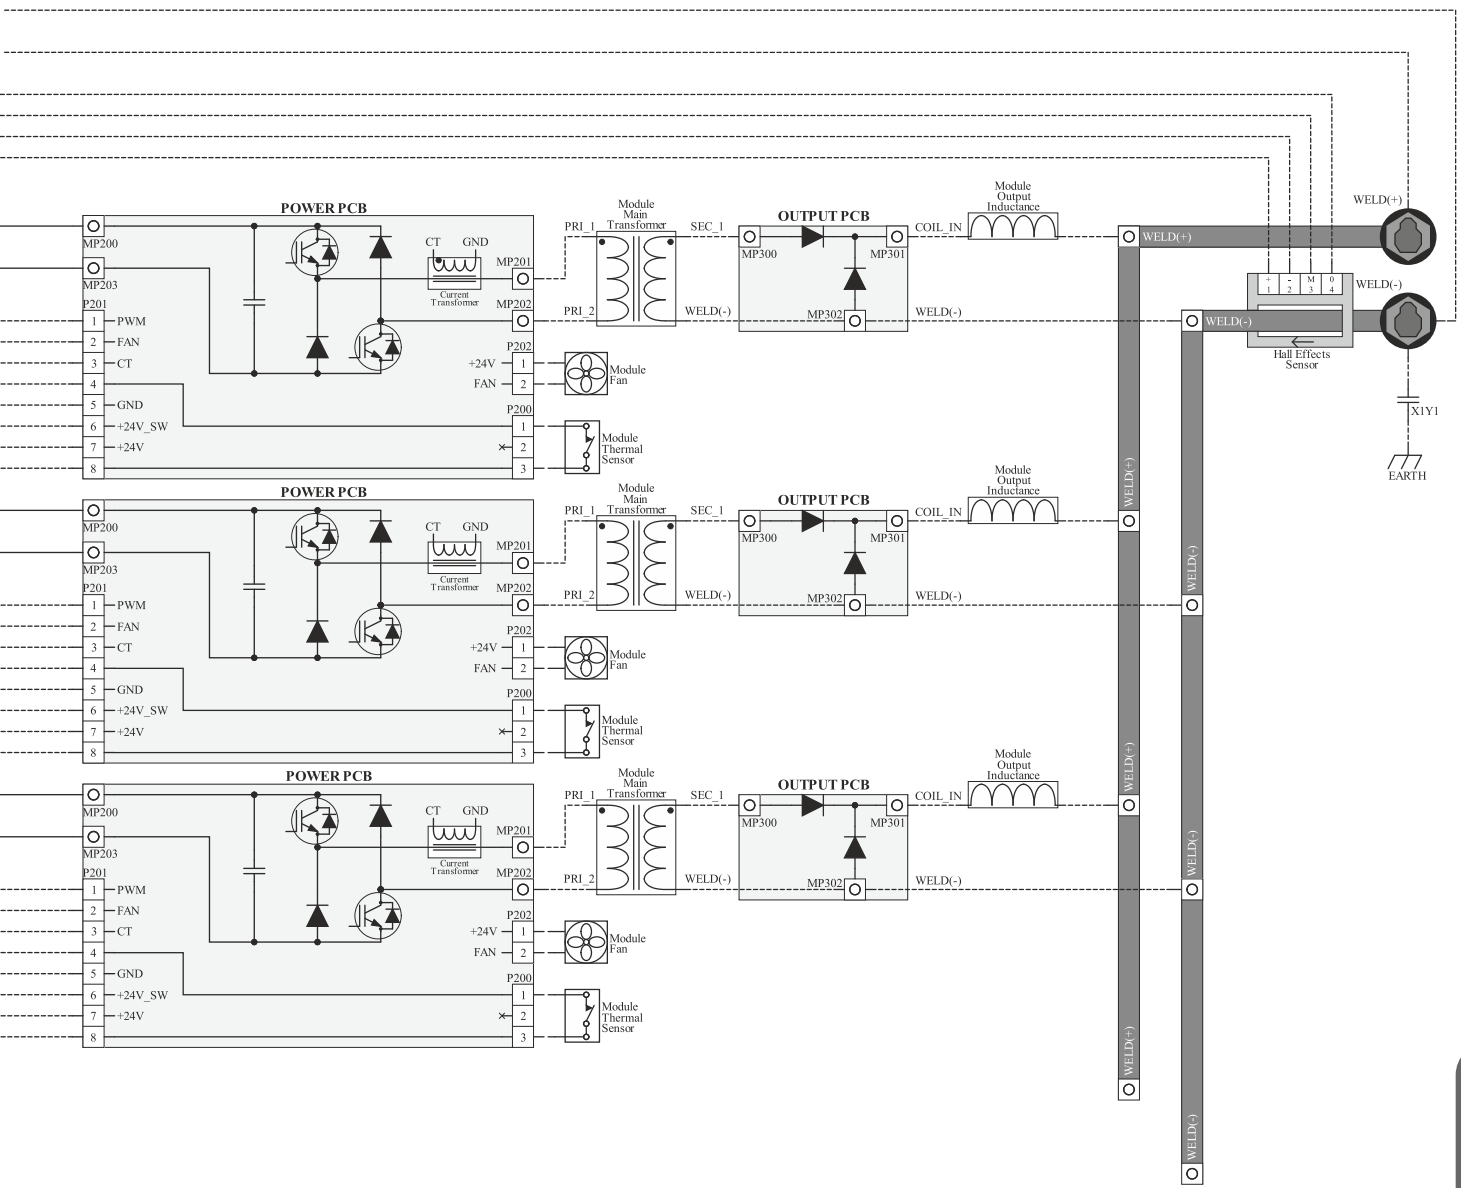 WELD(+)
WELD(-)
WELD(+)
+ - M 0
1 2 3 4
WELD(-)
Hall Effects
Sensor
X1Y1
EARTH
WELD(+)
WELD(-)
WELD(+)
WELD(-)
WELD(+)
WELD(-)
POWER PCB
MP200
MP203
P201
1 PWM
2 FAN
3 CT
4
5 GND
6 +24V_SW
7 +24V
8
CT GND
Current
Transformer
MP201
MP202
P202
+24V 1
FAN 2
P200
1
2
3
PRI_1
PRI_2
Module
Main
Transformer
SEC_1
WELD(-)
Module
Fan
Module
Thermal
Sensor
OUTPUT PCB
MP300
MP301
MP302
COIL_IN
WELD(-)
Module
Output
Inductance
POWER PCB
MP200
MP203
P201
1 PWM
2 FAN
3 CT
4
5 GND
6 +24V_SW
7 +24V
8
CT GND
Current
Transformer
MP201
MP202
P202
+24V 1
FAN 2
P200
1
2
3
PRI_1
PRI_2
Module
Main
Transformer
SEC_1
WELD(-)
Module
Fan
Module
Thermal
Sensor
OUTPUT PCB
MP300
MP301
MP302
COIL_IN
WELD(-)
Module
Output
Inductance
POWER PCB
MP200
MP203
P201
1 PWM
2 FAN
3 CT
4
5 GND
6 +24V_SW
7 +24V
8
CT GND
Current
Transformer
MP201
MP202
P202
+24V 1
FAN 2
P200
1
2
3
PRI_1
PRI_2
Module
Main
Transformer
SEC_1
WELD(-)
Module
Fan
Module
Thermal
Sensor
OUTPUT PCB
MP300
MP301
MP302
COIL_IN
WELD(-)
Module
Output
Inductance